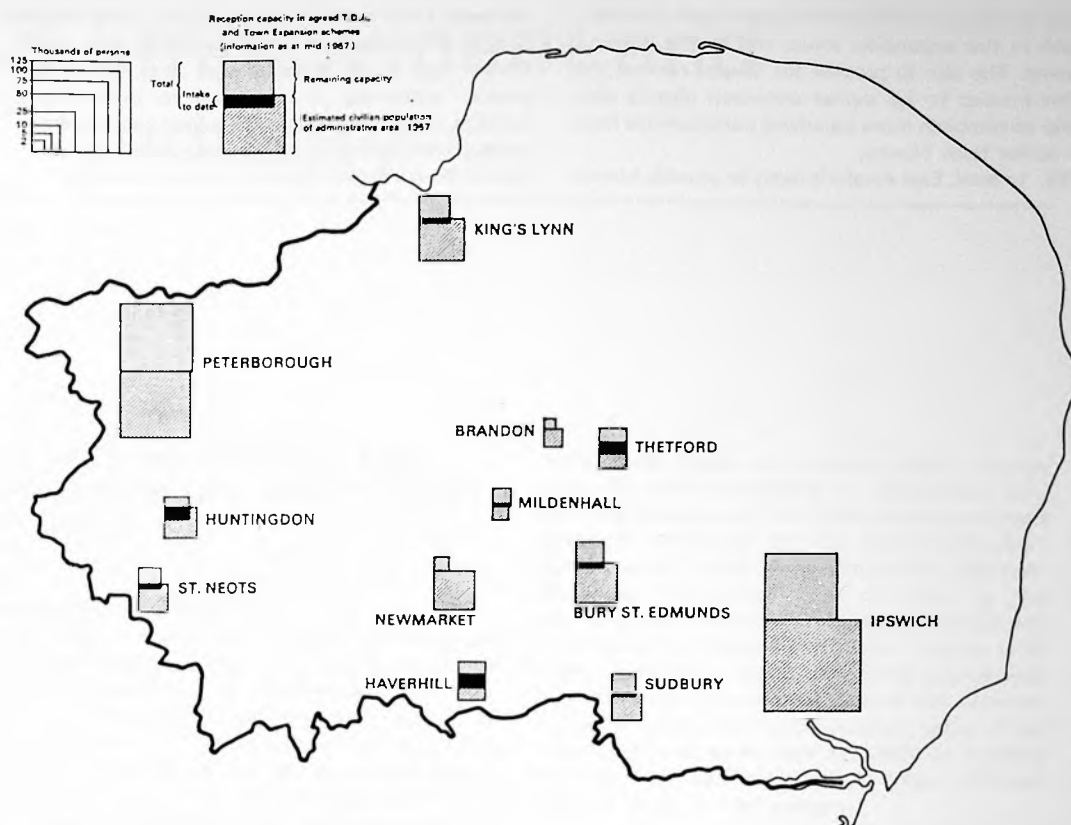 Reception capacity in agreed T.D.A.
and Town Expansion schemes
(information as at mid 1967)
Thousands of persons
125
100
75
50
25
10
5
2
Total
Intake
to date
Remaining
capacity
Estimated civilian population
of administrative area 1967
KING'S LYNN
PETERBOROUGH
BRANDON
THETFORD
MILDENHALL
HUNTINGDON
ST. NEOTS
NEWMARKET
BURY ST. EDMUNDS
IPSWICH
HAVERHILL
SUDBURY